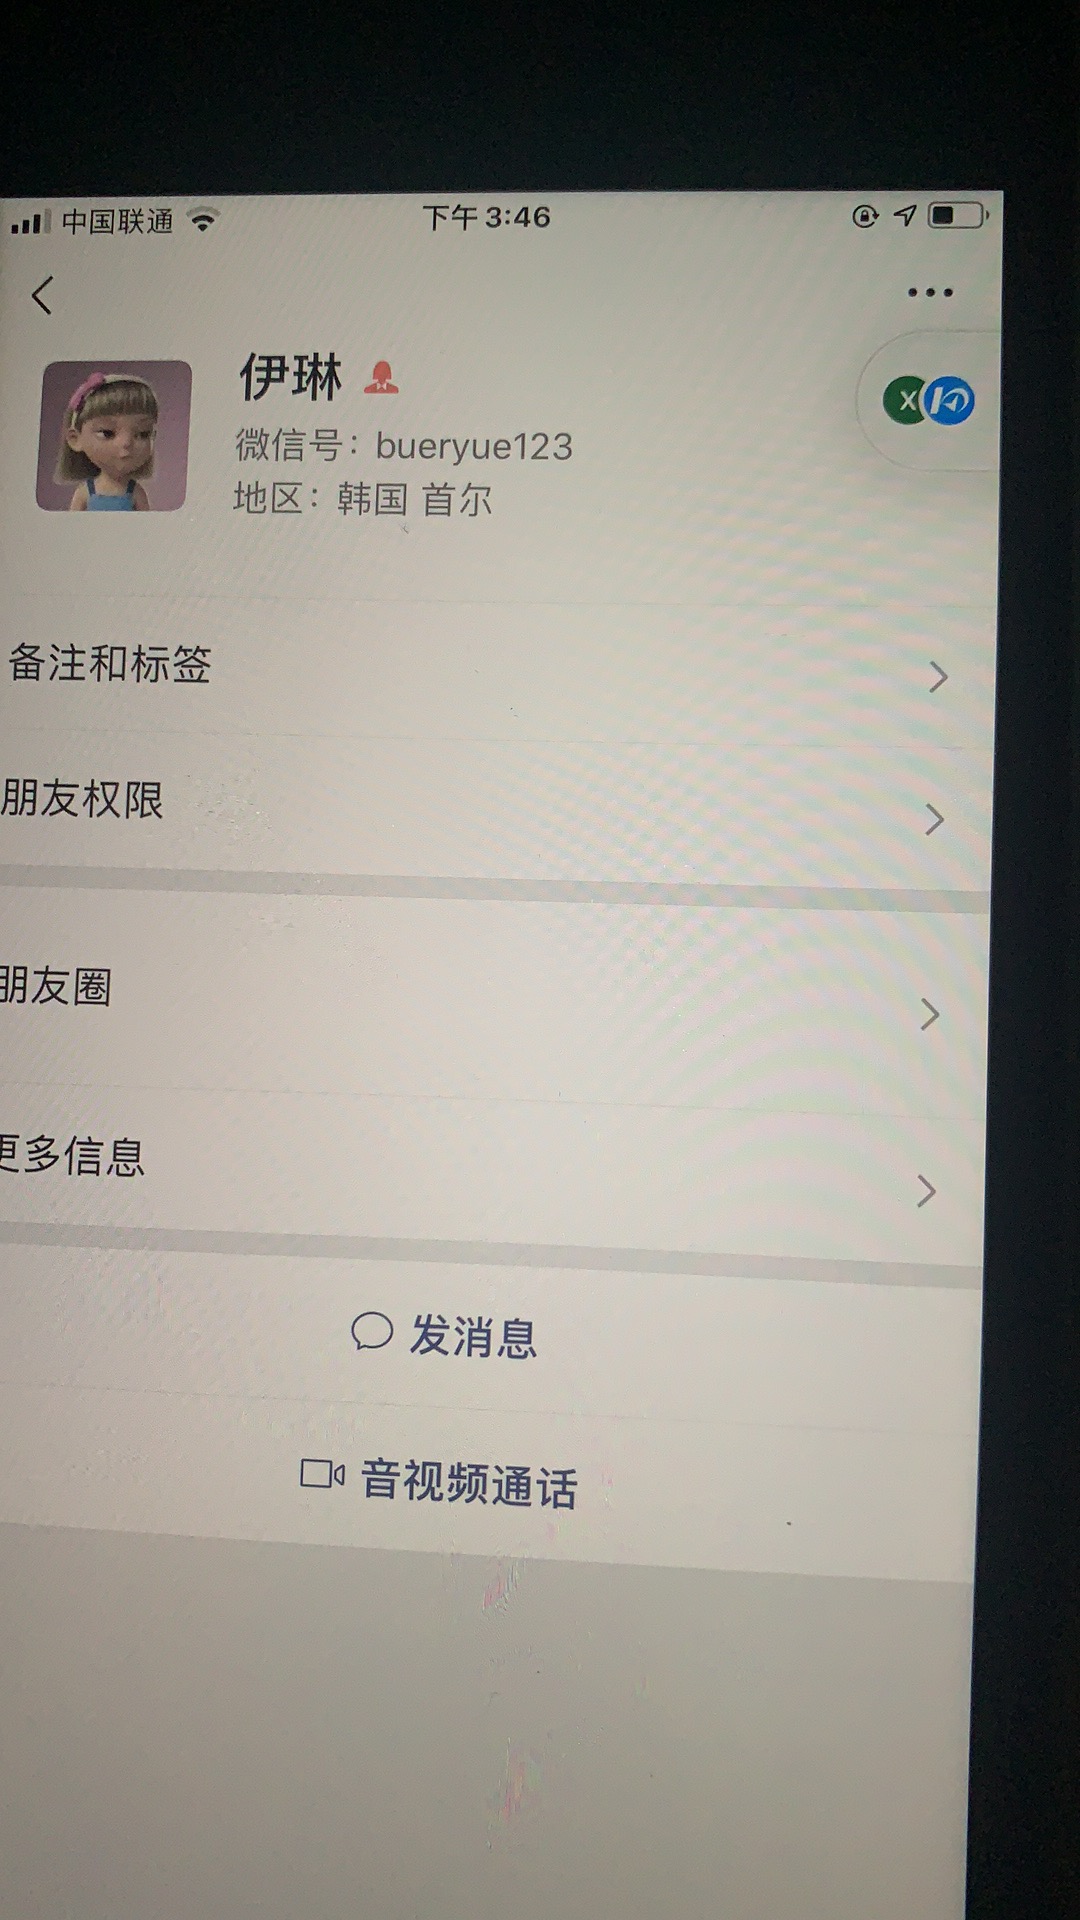 中国联通 下午3:46
伊琳
微信号：bueryue123
地区：韩国 首尔
X
备注和标签
朋友权限
朋友圈
更多信息
发消息
音视频通话